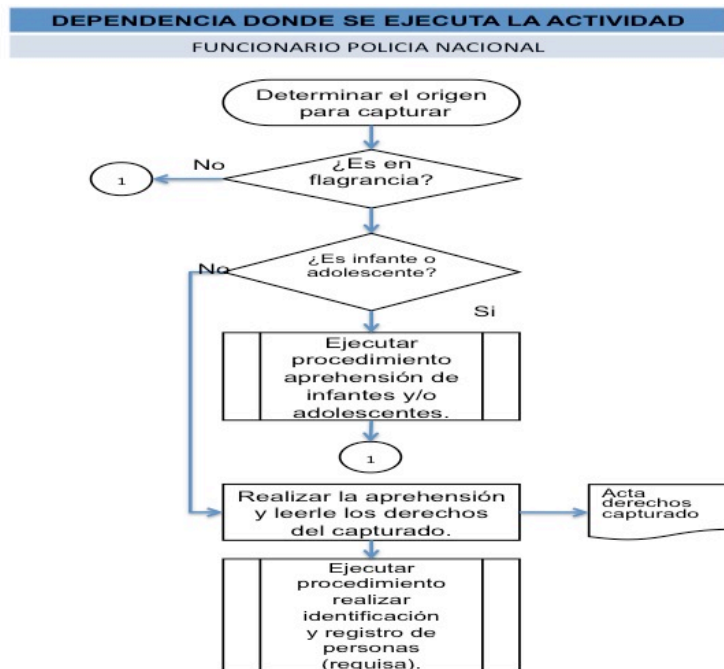 DEPENDENCIA DONDE SE EJECUTA LA ACTIVIDAD
FUNCIONARIO POLICIA NACIONAL
Determinar el origen
para capturar
No
¿Es en
flagrancia?
1
No
¿Es infante o
adolescente?
Si
Ejecutar
procedimiento
aprehensión de
infantes y/o
adolescentes.
1
Realizar la aprehensión
y leerle los derechos
del capturado.
Acta
derechos
capturado
Ejecutar
procedimiento
realizar
identificación
y registro de
personas
(requisa).